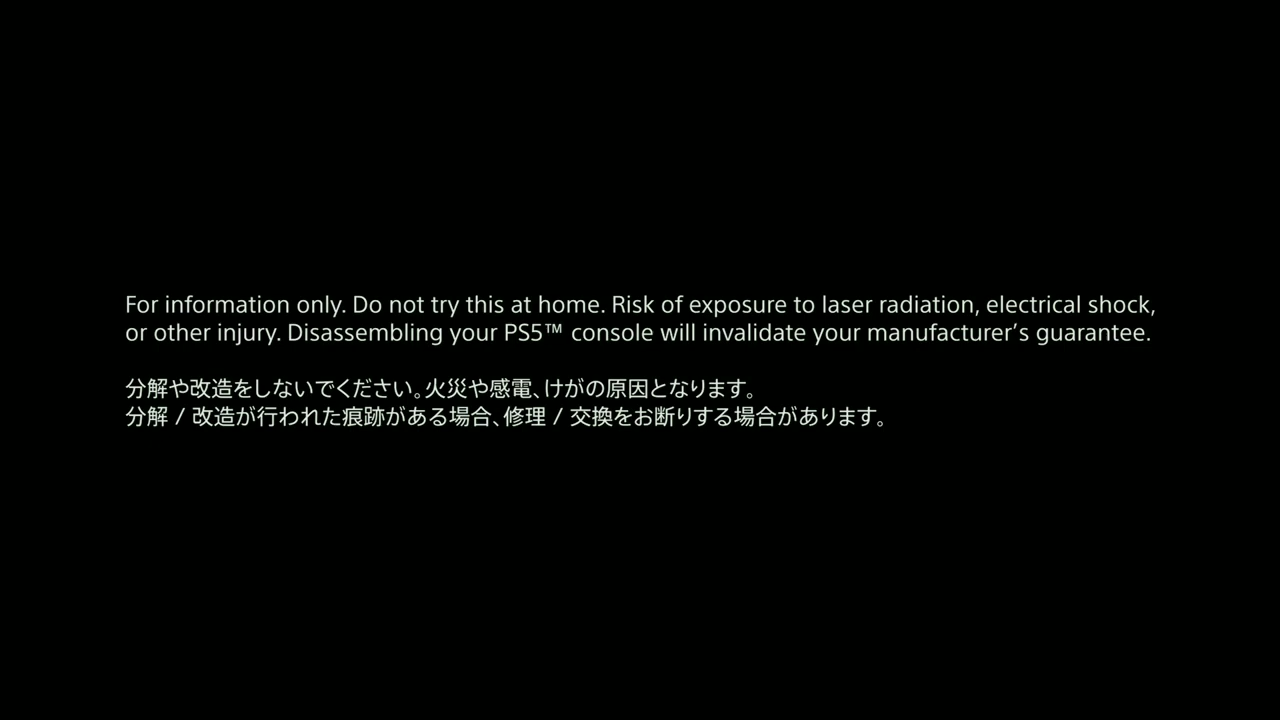 For information only. Do not try this at home. Risk of exposure to laser radiation, electrical shock,
or other injury. Disassembling your PS5™ console will invalidate your manufacturer’s guarantee.
分解や改造をしないでください。火災や感電、けがの原因となります。
分解 / 改造が行われた痕跡がある場合、修理 / 交換をお断りする場合があります。